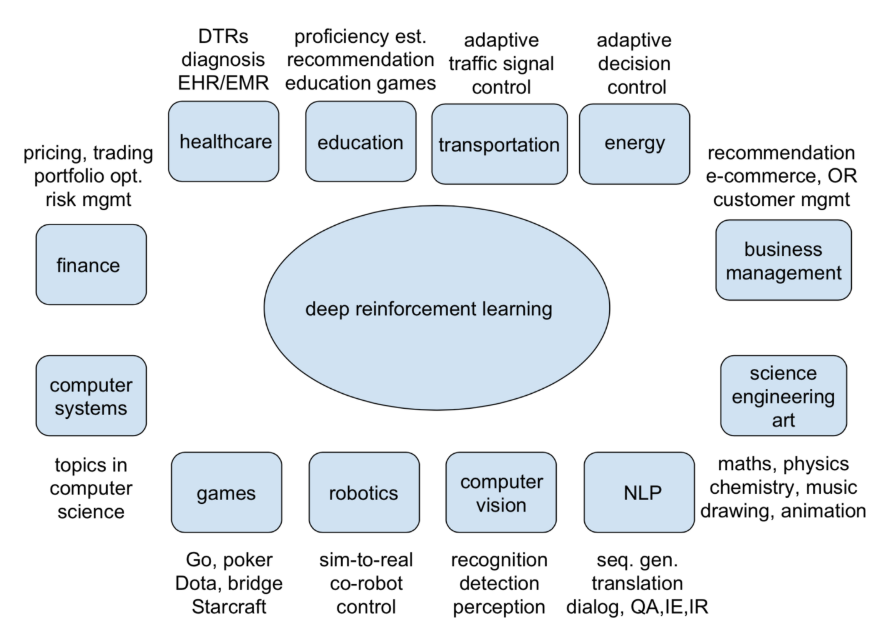 DTRs
diagnosis
EHR/EMR
healthcare
proficiency est.
recommendation
education games
education
adaptive
traffic signal
control
transportation
adaptive
decision
control
energy
pricing, trading
portfolio opt.
risk mgmt
finance
recommendation
e-commerce, OR
customer mgmt
business
management
deep reinforcement learning
computer
systems
topics in
computer
science
science
engineering
art
maths, physics
chemistry, music
drawing, animation
games
Go, poker
Dota, bridge
Starcraft
robotics
sim-to-real
co-robot
control
computer
vision
recognition
detection
perception
NLP
seq. gen.
translation
dialog, QA,IE,IR